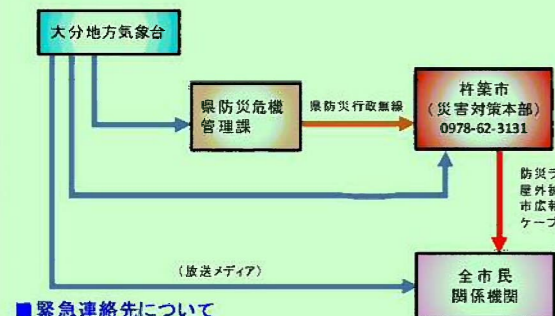 大分地方気象台
県防災危機
管理課
県防災行政無線
杵築市
(災害対策本部)
0978-62-3131
防災ラ
屋外
市広報
ケーブ
(放送メディア)
全市民
関係機関
■緊急連絡先について